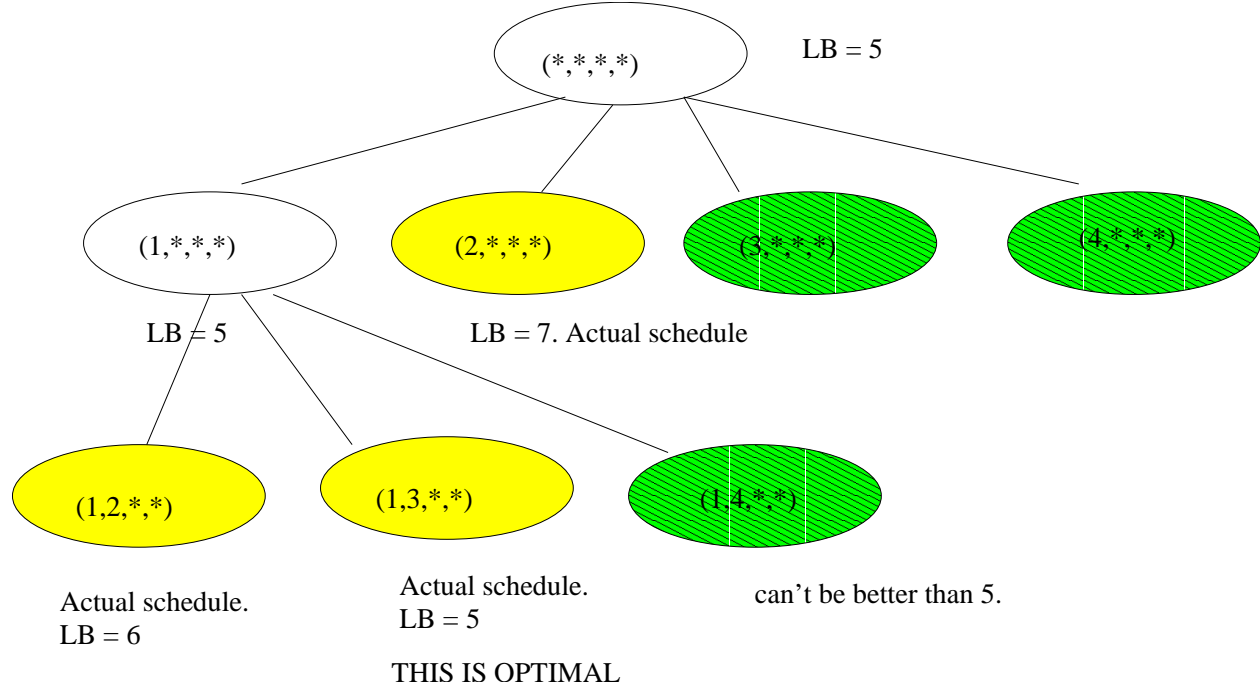 (*,*,*,*)
LB = 5
(1,*,*,*)
(2,*,*,*)
(3,*,*,*)
(4,*,*,*)
LB = 5
LB = 7. Actual schedule
(1,2,*,*)
(1,3,*,*)
(1,4,*,*)
Actual schedule.
LB = 6
Actual schedule.
LB = 5
can't be better than 5.
THIS IS OPTIMAL